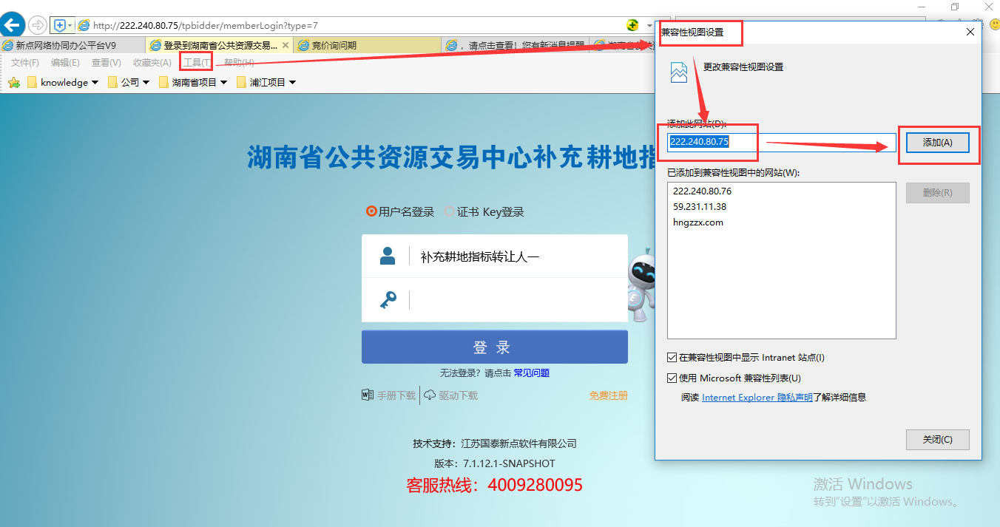 http://222.240.80.75/tpbidder/memberLogin?type=7
新点网络协同办公平台V9
登录到湖南省公共资源交易...
竞价询问期
，请点击查看！您有新消息提醒
文件(F) 编辑(E) 查看(V) 收藏夹(A) 工具(T) 帮助(H)
knowledge 公司 湖南省项目 浦江项目
湖南省公共资源交易中心补充耕地指
用户名登录 证书 Key登录
补充耕地指标转让人一
登 录
无法登录？请点击 常见问题
手册下载 驱动下载 免费注册
技术支持：江苏国泰新点软件有限公司
版本：7.1.12.1-SNAPSHOT
客服热线：4009280095
兼容性视图设置
更改兼容性视图设置
添加此网站(D):
222.240.80.75
添加(A)
已添加到兼容性视图中的网站(W):
222.240.80.76
59.231.11.38
hngzzx.com
删除(R)
在兼容性视图中显示 Intranet 站点(I)
使用 Microsoft 兼容性列表(U)
阅读 Internet Explorer 隐私声明了解详细信息
关闭(C)
激活 Windows
转到“设置”以激活 Windows。